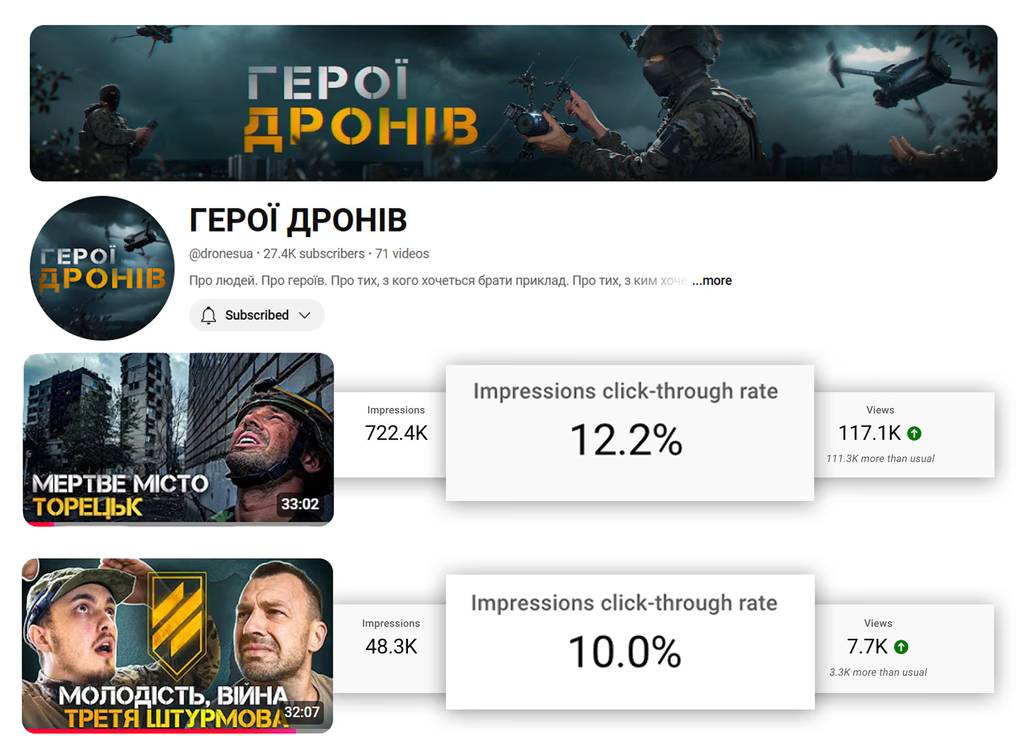 ГЕРОЇ
ДРОНІВ
ГЕРОЇ
ДРОНІВ
ГЕРОЇ ДРОНІВ
@dronesua · 27.4K subscribers · 71 videos
Про людей. Про героїв. Про тих, з кого хочеться брати приклад. Про тих, з ким хоче ...more
Subscribed
МЕРТВЕ МІСТО
ТОРЕЦЬК
33:02
Impressions
722.4K
Impressions click-through rate
12.2%
Views
117.1K
111.3K more than usual
МОЛОДІСТЬ, ВІЙНА
ТРЕТЯ ШТУРМОВА
32:07
Impressions
48.3K
Impressions click-through rate
10.0%
Views
7.7K
3.3K more than usual